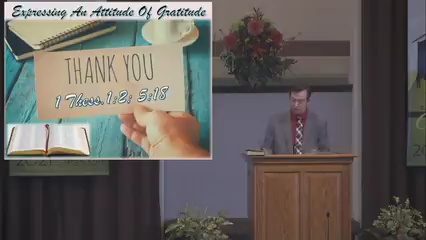 Expressing An Attitude Of Gratitude
THANK YOU
1 Thess.1:2; 5:18